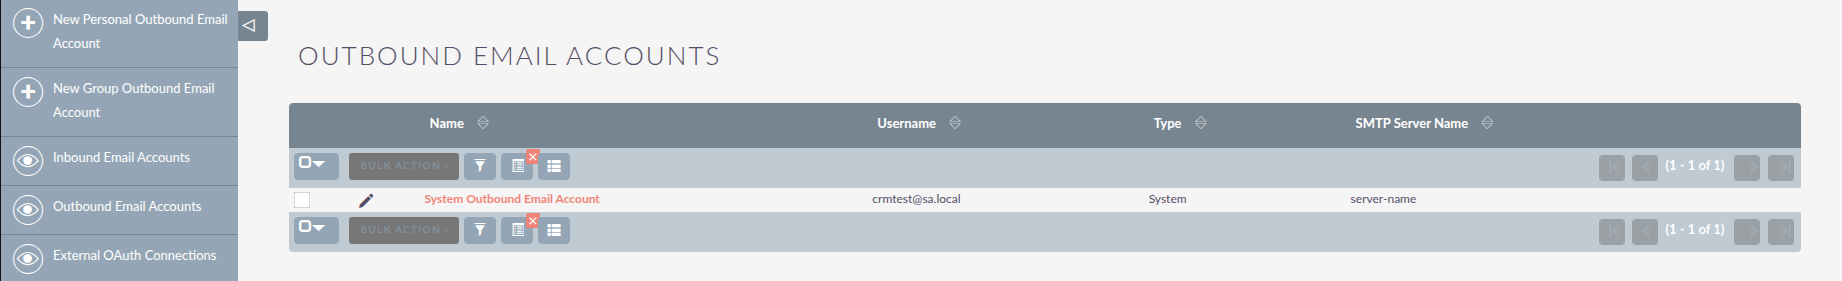 New Personal Outbound Email
Account
New Group Outbound Email
Account
Inbound Email Accounts
Outbound Email Accounts
External OAuth Connections
OUTBOUND EMAIL ACCOUNTS
Name Username Type SMTP Server Name
BULK ACTION (1 - 1 of 1)
System Outbound Email Account crmtest@sa.local System server-name
BULK ACTION (1 - 1 of 1)